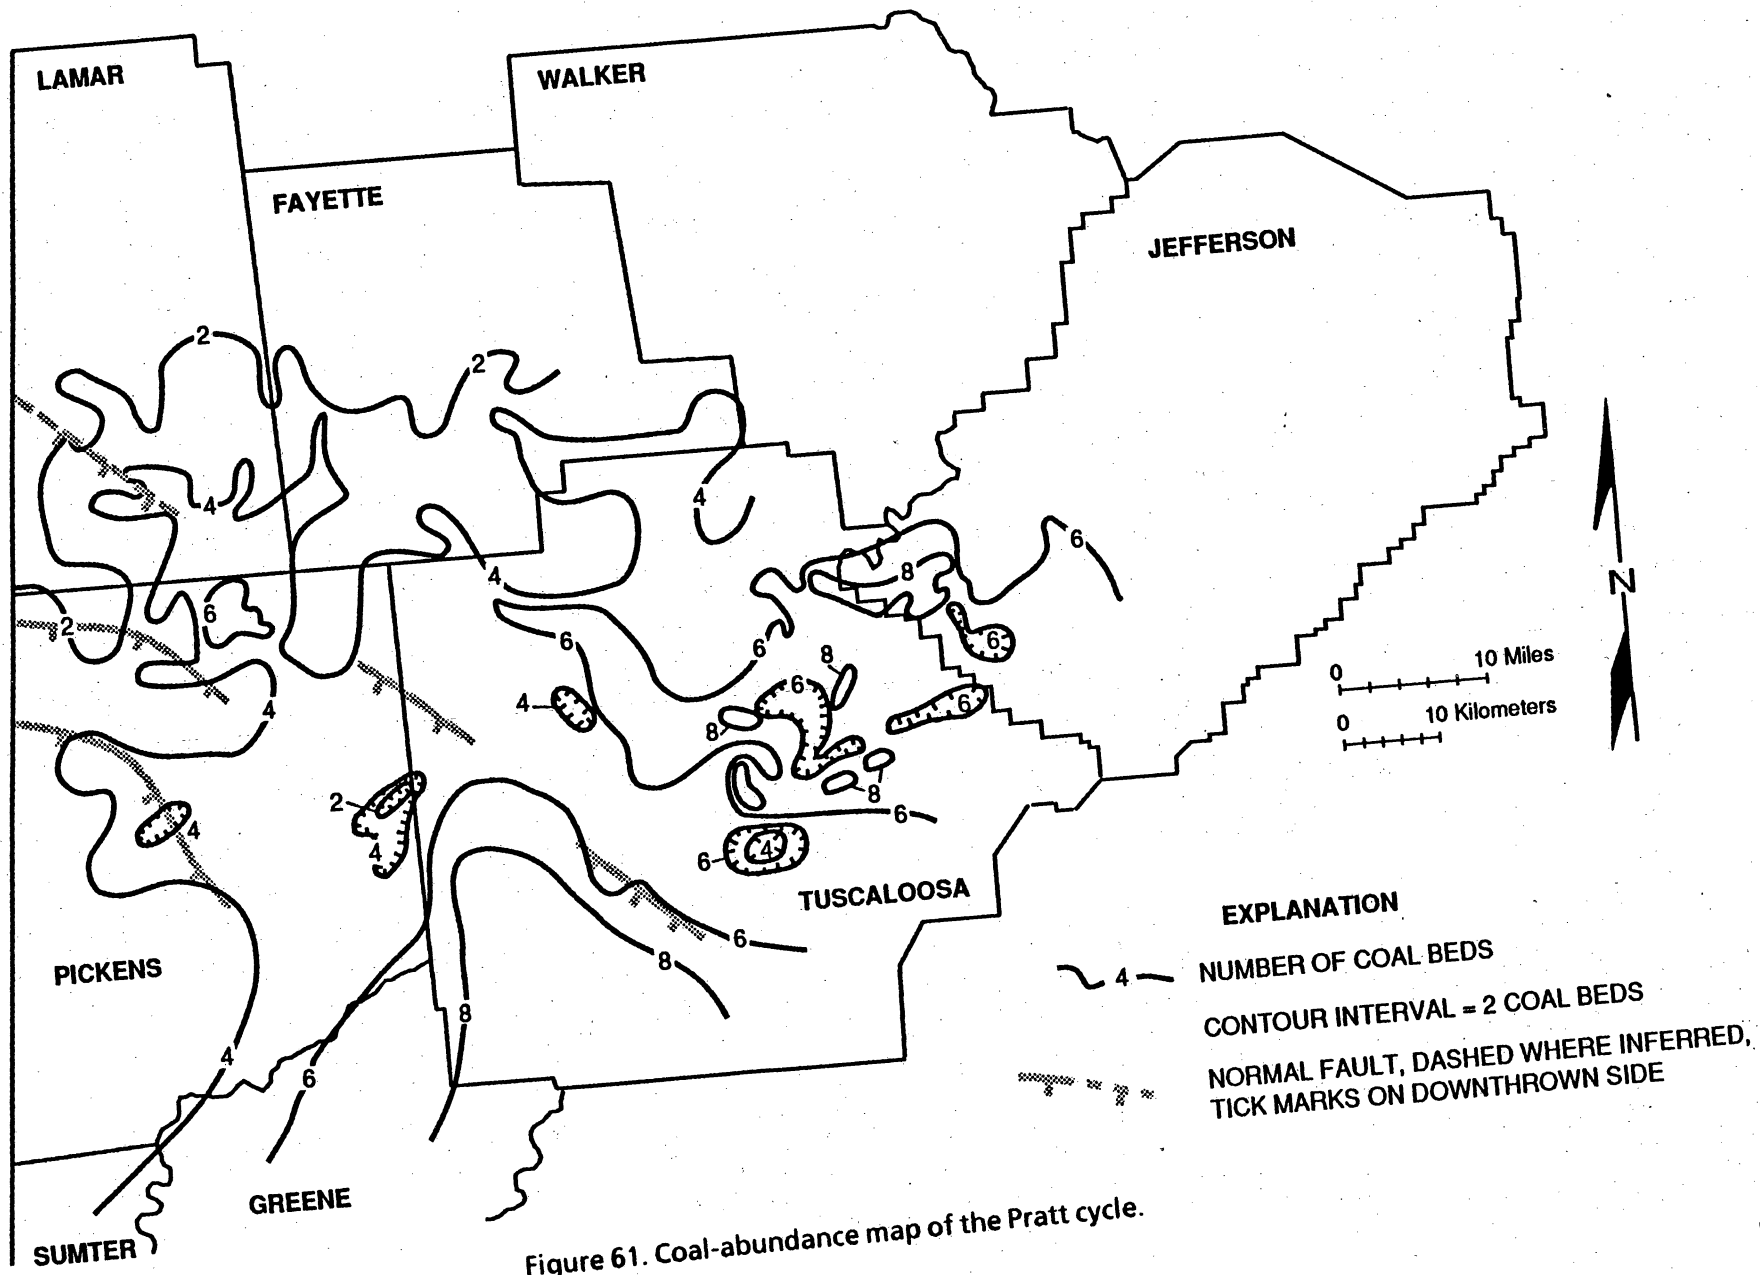 LAMAR
WALKER
FAYETTE
JEFFERSON
2
2
4
4
6
8
6
2
4
6
6
6
8
6
4
4
6
8
6
0 10 Miles
0 10 Kilometers
N
2
4
4
8
6
6
4
TUSCALOOSA
6
8
PICKENS
8
4
6
EXPLANATION
4 NUMBER OF COAL BEDS
CONTOUR INTERVAL = 2 COAL BEDS
NORMAL FAULT, DASHED WHERE INFERRED,
TICK MARKS ON DOWNTHROWN SIDE
GREENE
SUMTER
Figure 61. Coal-abundance map of the Pratt cycle.